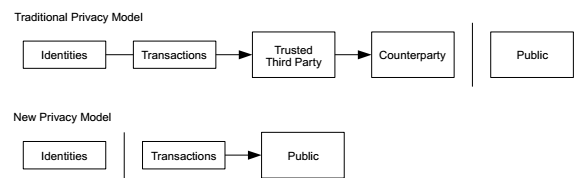 Traditional Privacy Model
Identities
Transactions
Trusted
Third Party
Counterparty
Public
New Privacy Model
Identities
Transactions
Public